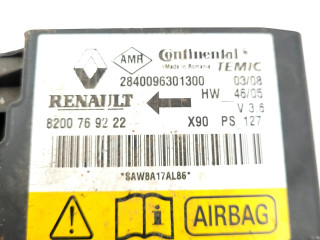 AMR Continental
Made in Romania TEMIC
2840096301300 03/08
RENAULT HW 46/05
V 3.6
8200 76 92 22 X90 PS 127
*SAW8A17AL86*
AIRBAG